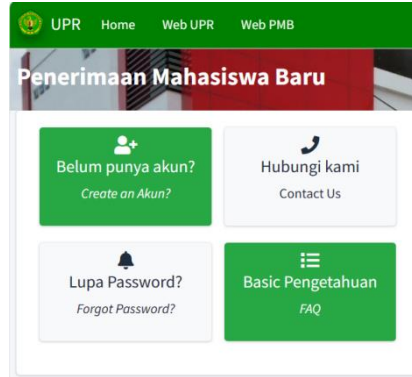 UPR Home Web UPR Web PMB
Penerimaan Mahasiswa Baru
Belum punya akun?
Create an Akun?
Hubungi kami
Contact Us
Lupa Password?
Forgot Password?
Basic Pengetahuan
FAQ